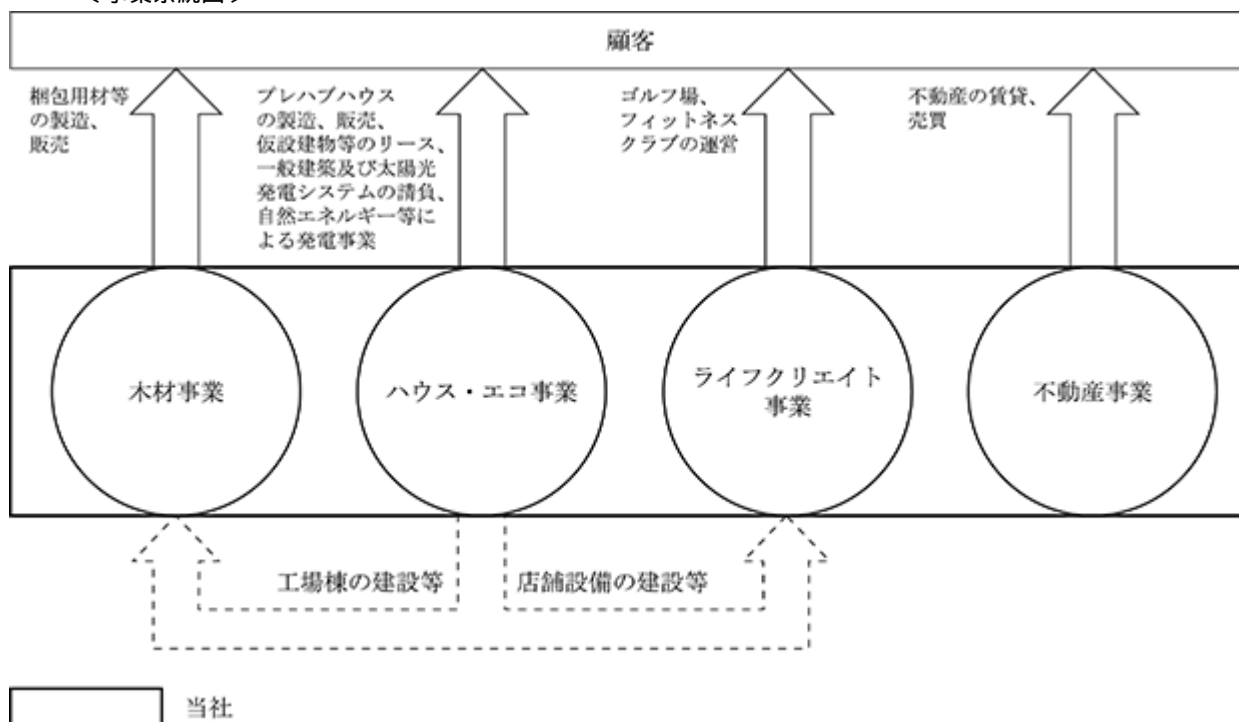 <事業系統図>
顧客
梱包用材等
の製造、
販売
プレハブハウス
の製造、販売、
仮設建物等のリース、
一般建築及び太陽光
発電システムの請負、
自然エネルギー等に
よる発電事業
ゴルフ場、
フィットネス
クラブの運営
不動産の賃貸、
売買
木材事業
ハウス・エコ事業
ライフクリエイト
事業
不動産事業
工場棟の建設等
店舗設備の建設等
当社